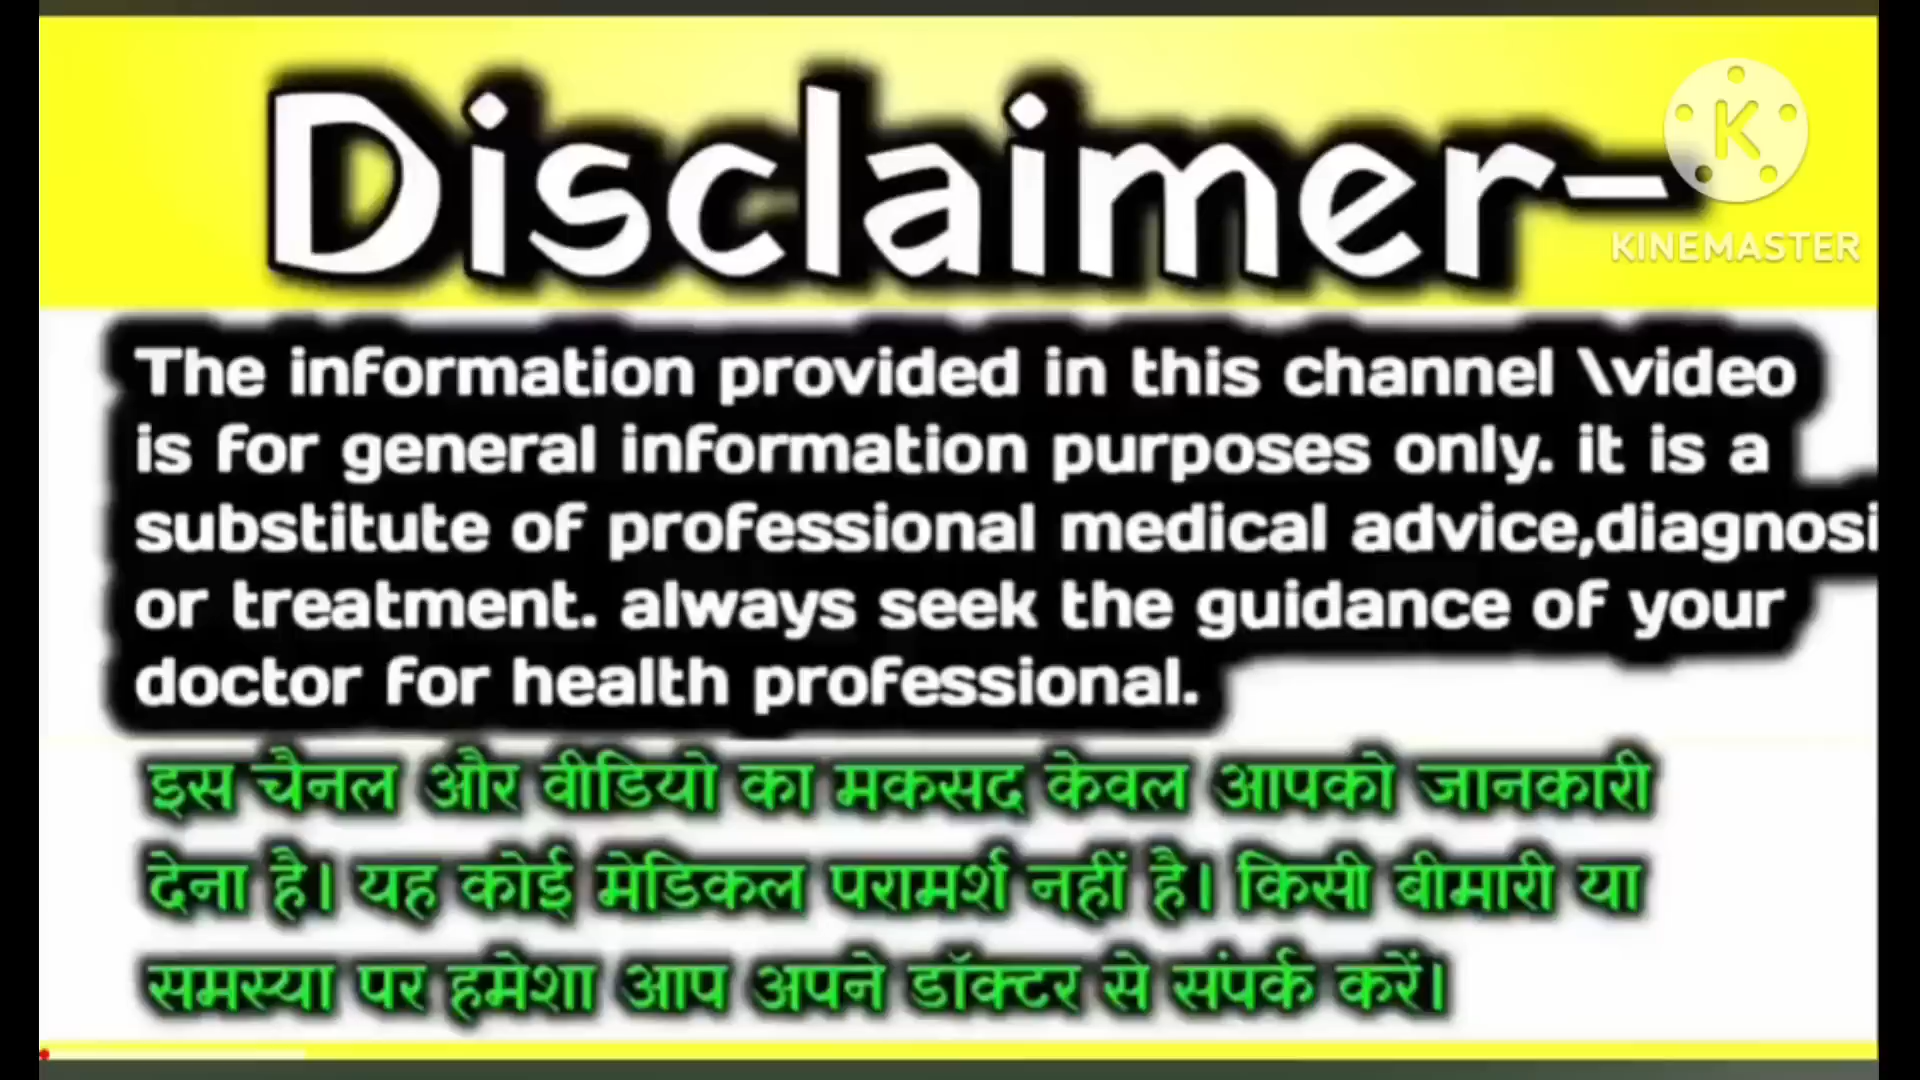 Disclaimer-
K
KINEMASTER
The information provided in this channel \video
is for general information purposes only. it is a
substitute of professional medical advice,diagnosi
or treatment. always seek the guidance of your
doctor for health professional.
इस चैनल और वीडियो का मकसद केवल आपको जानकारी
देना है। यह कोई मेडिकल परामर्श नहीं है। किसी बीमारी या
समस्या पर हमेशा आप अपने डॉक्टर से संपर्क करें।